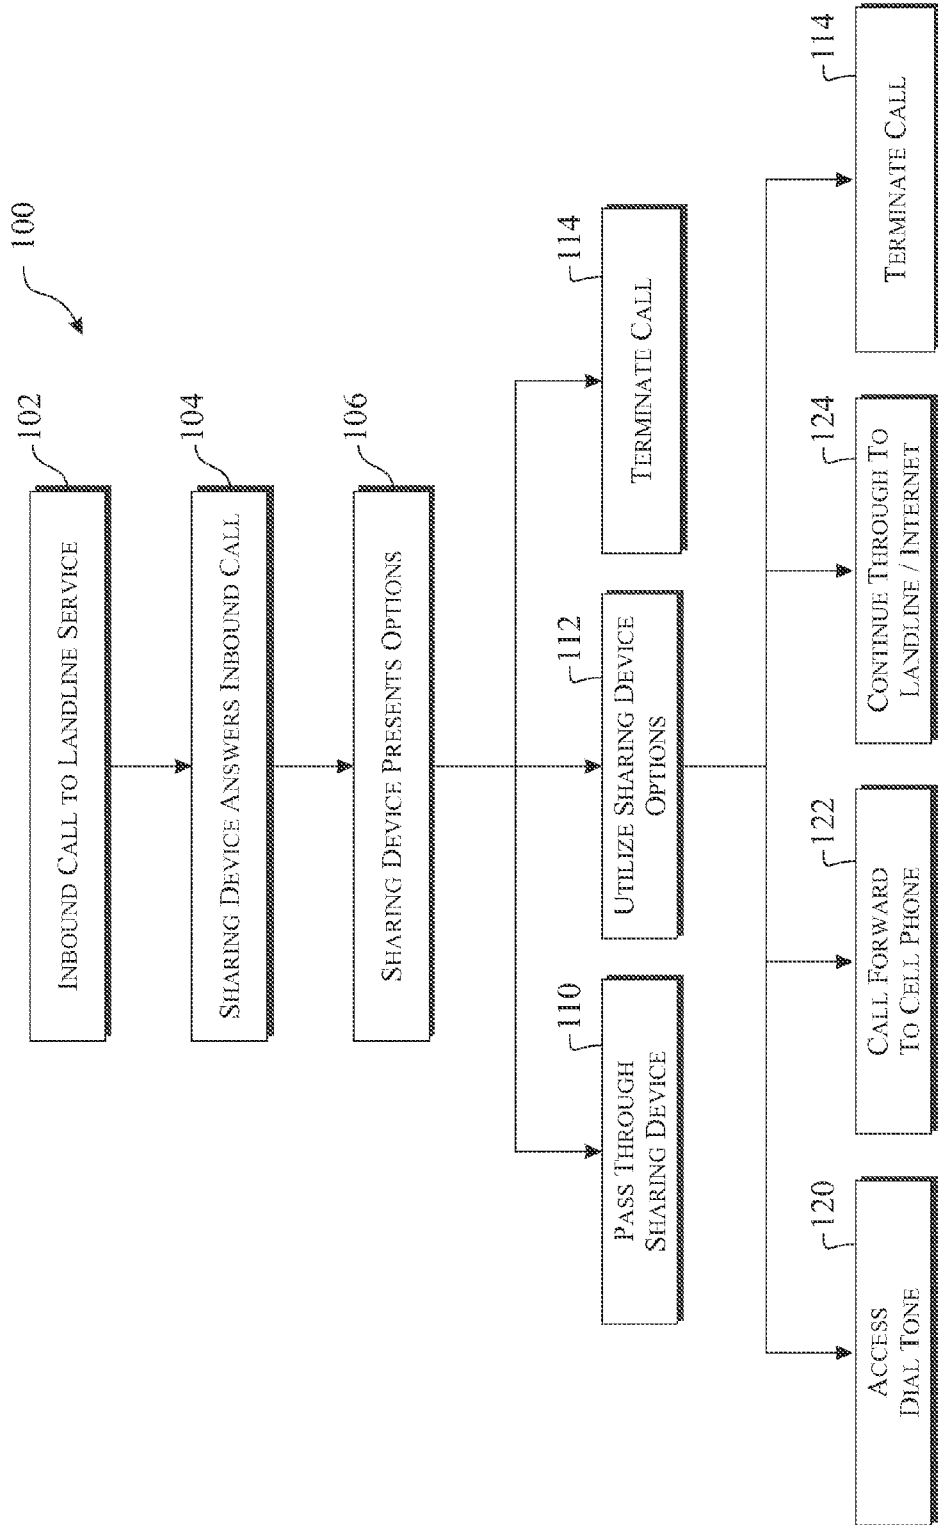 100
102
INBOUND CALL TO LANDLINE SERVICE
104
SHARING DEVICE ANSWERS INBOUND CALL
106
SHARING DEVICE PRESENTS OPTIONS
110
PASS THROUGH
SHARING DEVICE
112
UTILIZE SHARING DEVICE
OPTIONS
114
TERMINATE CALL
120
ACCESS
DIAL TONE
122
CALL FORWARD
TO CELL PHONE
124
CONTINUE THROUGH TO
LANDLINE / INTERNET
114
TERMINATE CALL